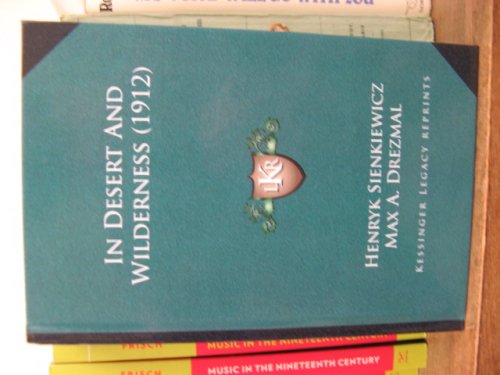 IN DESERT AND
WILDERNESS (1912)
LKR
HENRYK SIENKIEWICZ
MAX A. DREZMAL
KESSINGER LEGACY REPRINTS
FRISCH
MUSIC IN THE NINETEENTH CENTURY
FRISCH
MUSIC IN THE NINETEENTH CENTURY